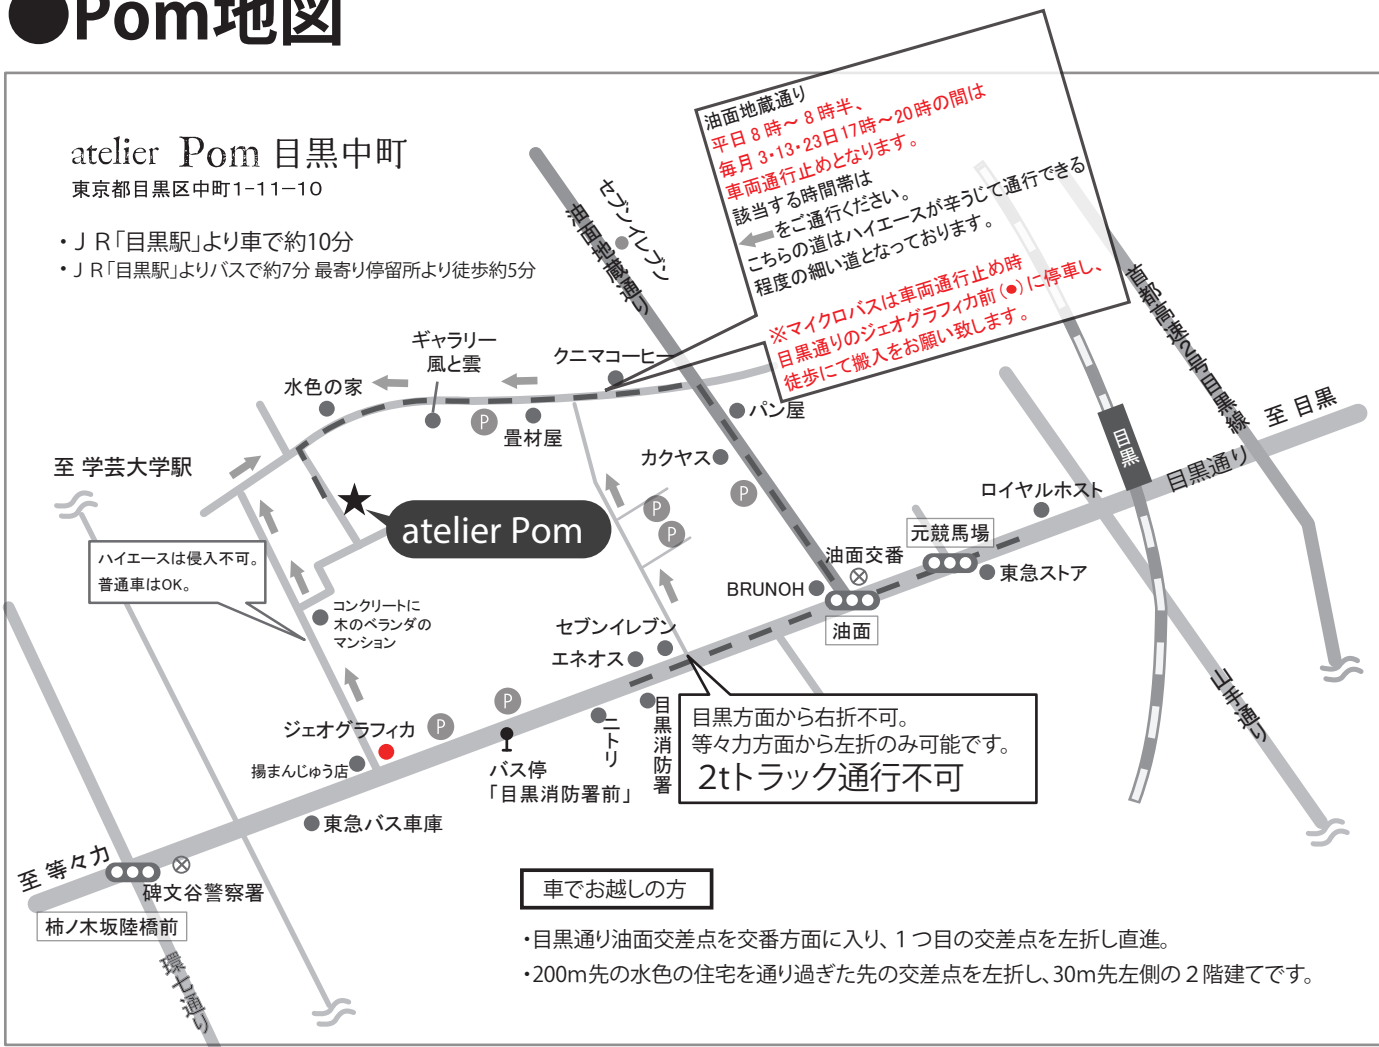 ●Pom地図
atelier Pom 目黒中町
東京都目黒区中町1-11-10
・ＪＲ「目黒駅」より車で約10分
・ＪＲ「目黒駅」よりバスで約7分 最寄り停留所より徒歩約5分
油面地蔵通り
平日８時～８時半、
毎月3・13・23日17時～20時の間は
車両通行止めとなります。
該当する時間帯は
をご通行ください。
こちらの道はハイエースが辛うじて通行できる
程度の細い道となっております。
※マイクロバスは車両通行止め時
目黒通りのジェオグラフィカ前(●)に停車し、
徒歩にて搬入をお願い致します。
セブンイレブン
油面地蔵通り
首都高速2号目黒線
ギャラリー
風と雲
クニマコーヒー
水色の家
P
畳材屋
パン屋
カクヤス
P
至 目黒
目黒
目黒通り
至 学芸大学駅
ロイヤルホスト
atelier Pom
P
P
元競馬場
油面交番
東急ストア
BRUNOH
油面
ハイエースは侵入不可。
普通車はOK。
コンクリートに
木のベランダの
マンション
セブンイレブン
エネオス
山手通り
目黒方面から右折不可。
等々力方面から左折のみ可能です。
2tトラック通行不可
ジェオグラフィカ
P
P
ニトリ
目黒消防署
揚まんじゅう店
バス停
「目黒消防署前」
東急バス車庫
至 等々力
碑文谷警察署
柿ノ木坂陸橋前
環七通り
車でお越しの方
・目黒通り油面交差点を交番方面に入り、１つ目の交差点を左折し直進。
・200m先の水色の住宅を通り過ぎた先の交差点を左折し、30m先左側の２階建てです。